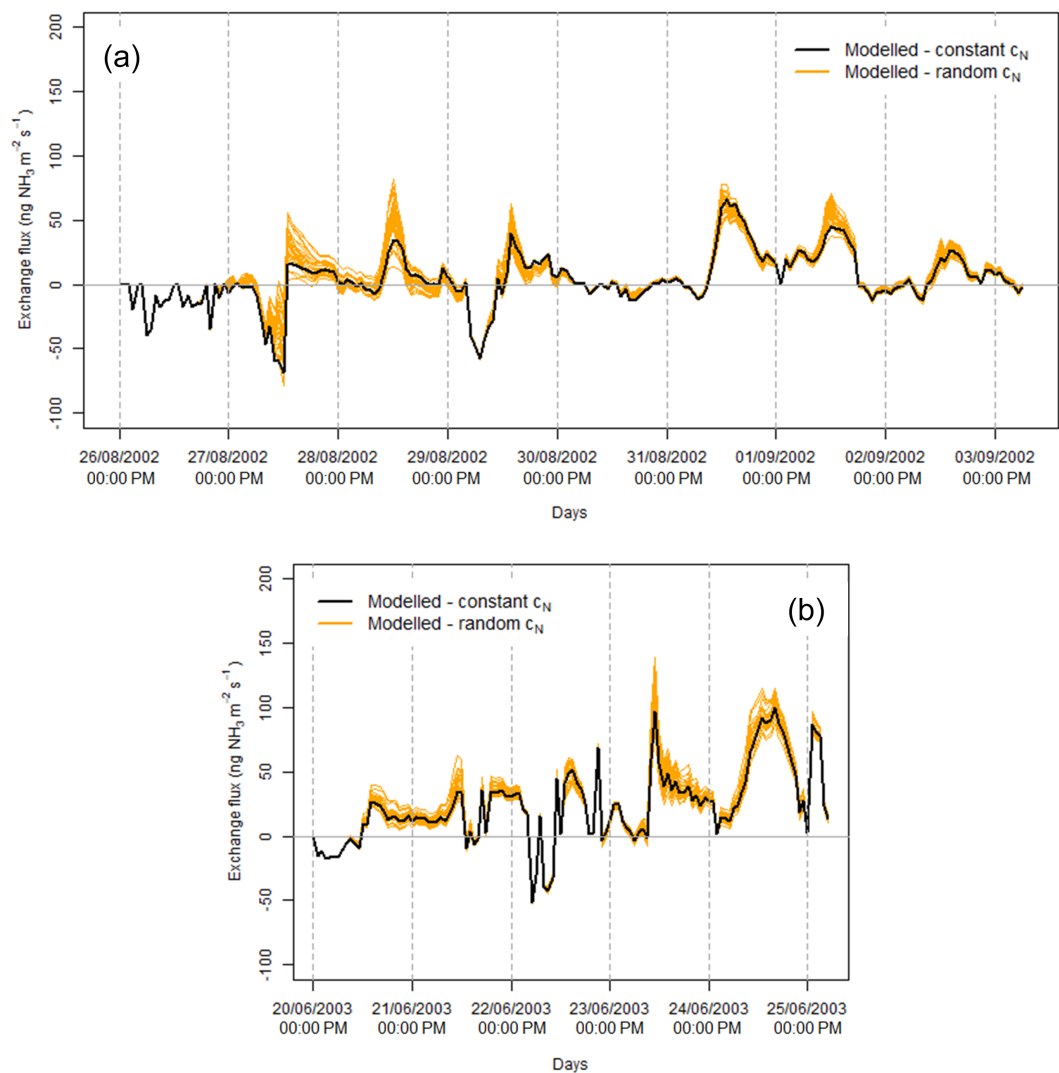 (a)
Modelled - constant cN
Modelled - random cN
Exchange flux (ng NH3 m−2 s−1)
200
150
100
50
0
-50
-100
26/08/2002 27/08/2002 28/08/2002 29/08/2002 30/08/2002 31/08/2002 01/09/2002 02/09/2002 03/09/2002
00:00 PM 00:00 PM 00:00 PM 00:00 PM 00:00 PM 00:00 PM 00:00 PM 00:00 PM 00:00 PM
Days
Modelled - constant cN
Modelled - random cN
(b)
Exchange flux (ng NH3 m−2 s−1)
200
150
100
50
0
-50
-100
20/06/2003 21/06/2003 22/06/2003 23/06/2003 24/06/2003 25/06/2003
00:00 PM 00:00 PM 00:00 PM 00:00 PM 00:00 PM 00:00 PM
Days